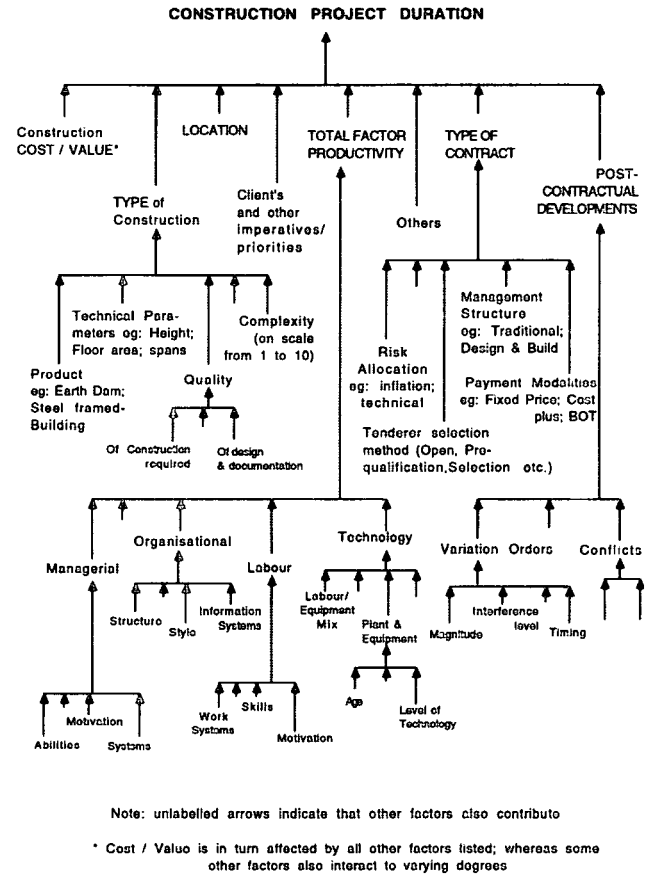 CONSTRUCTION PROJECT DURATION
Construction
COST / VALUE*
LOCATION
TOTAL FACTOR
PRODUCTIVITY
TYPE OF
CONTRACT
POST-
CONTRACTUAL
DEVELOPMENTS
TYPE of
Construction
Client's
and other
imperatives/
priorities
Others
Technical Para-
meters eg: Height;
Floor area; spans
Complexity
(on scale
from 1 to 10)
Product
eg: Earth Dam;
Steel framed-
Building
Quality
Of Construction
required
Of design
& documentation
Management
Structure
eg: Traditional;
Design & Build
Risk
Allocation
eg: inflation;
technical
Payment Modalities
eg: Fixed Price; Cost
plus; BOT
Tenderer selection
method (Open, Pre-
qualification,Selection etc.)
Managerial
Organisational
Labour
Technology
Variation Orders
Conflicts
Structure
Style
Information
Systems
Labour/
Equipment
Mix
Plant &
Equipment
Magnitude
Interference
level
Timing
Abilities
Motivation
Systems
Work
Systems
Skills
Motivation
Age
Level of
Technology
Note: unlabelled arrows indicate that other factors also contribute
* Cost / Value is in turn affected by all other factors listed; whereas some
other factors also interact to varying degrees